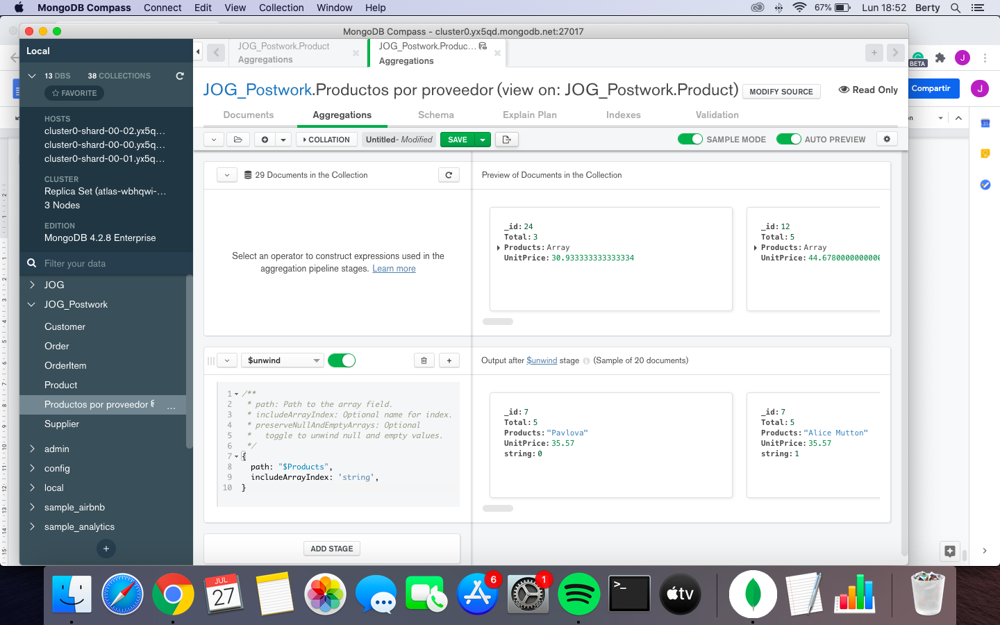 MongoDB Compass Connect Edit View Collection Window Help 67% Lun 18:52 Berty
MongoDB Compass - cluster0.yx5qd.mongodb.net:27017
Local
13 DBS 38 COLLECTIONS
FAVORITE
HOSTS
cluster0-shard-00-02.yx5q...
cluster0-shard-00-00.yx5q...
cluster0-shard-00-01.yx5q...
CLUSTER
Replica Set (atlas-wbhqwi-...
3 Nodes
EDITION
MongoDB 4.2.8 Enterprise
Filter your data
JOG
JOG_Postwork
Customer
Order
OrderItem
Product
Productos por proveedor ...
Supplier
admin
config
local
sample_airbnb
sample_analytics
+
JOG_Postwork.Product
Aggregations
JOG_Postwork.Produc...
Aggregations
JOG_Postwork.Productos por proveedor (view on: JOG_Postwork.Product)
MODIFY SOURCE
Read Only
Documents Aggregations Schema Explain Plan Indexes Validation
COLLATION Untitled- Modified SAVE SAMPLE MODE AUTO PREVIEW
29 Documents in the Collection
Preview of Documents in the Collection
Select an operator to construct expressions used in the
aggregation pipeline stages. Learn more
_id: 24
Total: 3
Products: Array
UnitPrice: 30.933333333333334
_id: 12
Total: 5
Products: Array
UnitPrice: 44.6780000000000
$unwind
Output after $unwind stage (Sample of 20 documents)
1 /**
2 * path: Path to the array field.
3 * includeArrayIndex: Optional name for index.
4 * preserveNullAndEmptyArrays: Optional
5 * toggle to unwind null and empty values.
6 */
7 {
8 path: "$Products",
9 includeArrayIndex: 'string',
10 }
_id: 7
Total: 5
Products: "Pavlova"
UnitPrice: 35.57
string: 0
_id: 7
Total: 5
Products: "Alice Mutton"
UnitPrice: 35.57
string: 1
ADD STAGE
BETA
J
Compartir
J
31
JUL
27
6
1
>_
tv